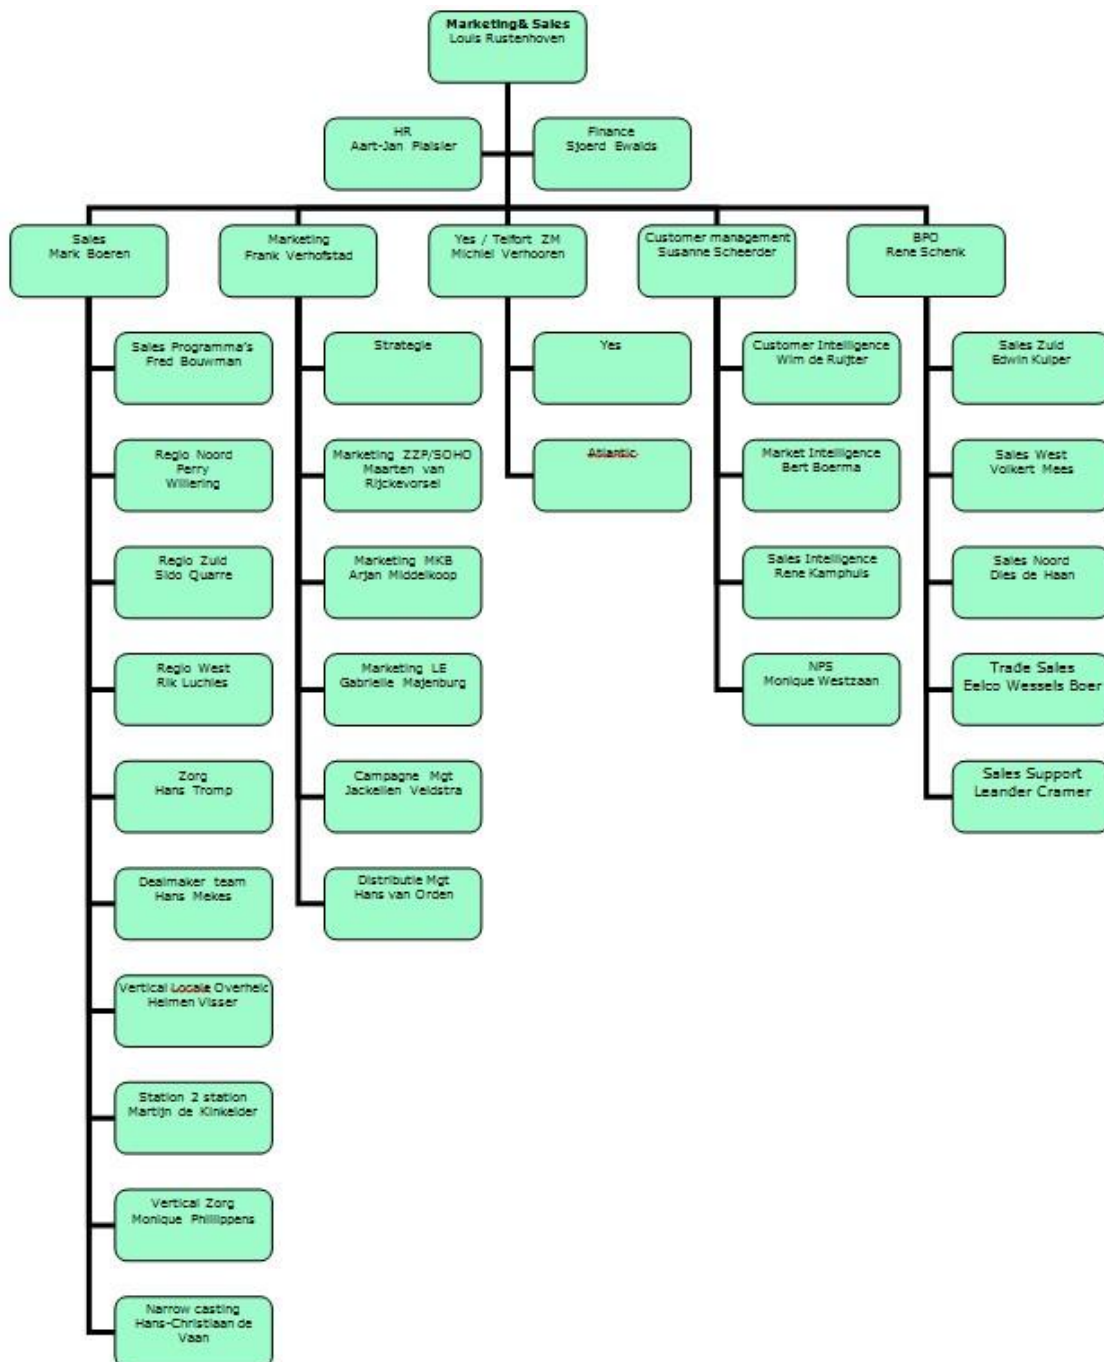 Marketing& Sales
Louis Rustenhoven
HR
Aart-Jan Plaisier
Finance
Sjoerd Ewalds
Sales
Mark Boeren
Marketing
Frank Verhofstad
Yes / Telfort ZM
Michiel Verhooren
Customer management
Susanne Scheerder
BPO
Rene Schenk
Sales Programma's
Fred Bouwman
Regio Noord
Perry
Willering
Regio Zuid
Sido Quarre
Regio West
Rik Luchies
Zorg
Hans Tromp
Dealmaker team
Hans Mekes
Vertical Locale Overheid
Heimen Visser
Station 2 station
Martijn de Kinkelder
Vertical Zorg
Monique Philippens
Narrow casting
Hans-Christiaan de
Vaan
Strategie
Marketing ZZP/SOHO
Maarten van
Rijckevorsel
Marketing MKB
Arjan Middelkoop
Marketing LE
Gabrielle Majenburg
Campagne Mgt
Jackelien Veldstra
Distributie Mgt
Hans van Orden
Yes
Atlantic
Customer Intelligence
Wim de Ruijter
Market Intelligence
Bert Boerma
Sales Intelligence
Rene Kamphuis
NPS
Monique Westzaan
Sales Zuid
Edwin Kuiper
Sales West
Volkert Mees
Sales Noord
Dies de Haan
Trade Sales
Eelco Wessels Boer
Sales Support
Leander Cramer